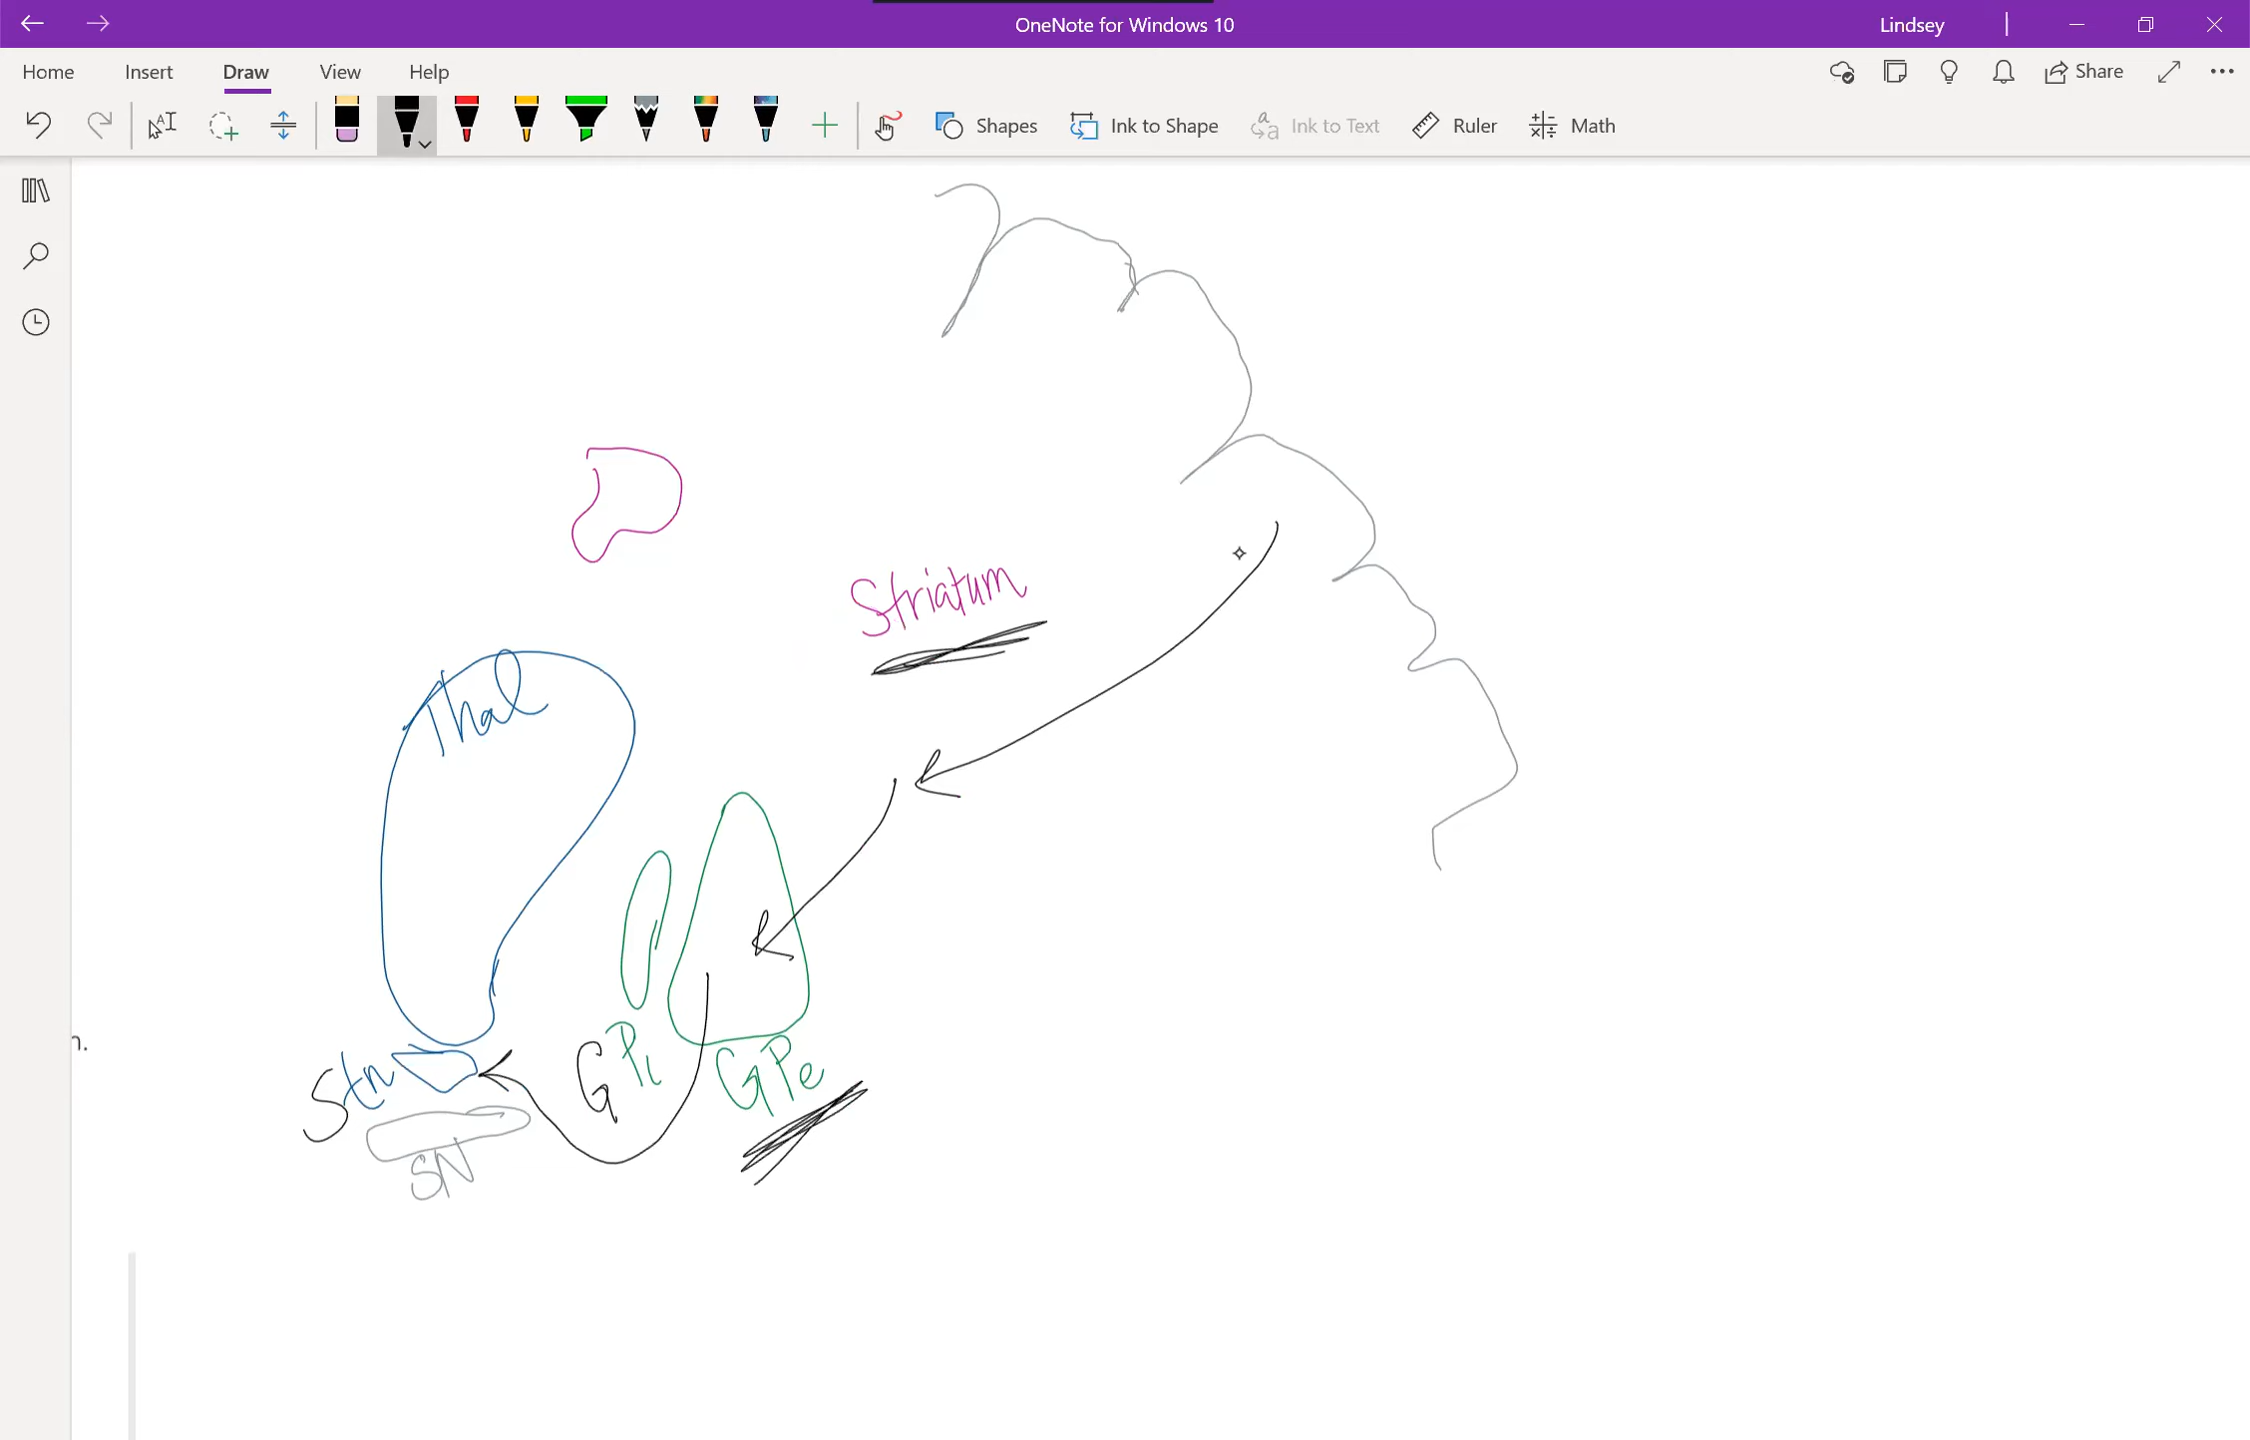 OneNote for Windows 10
Lindsey
Home Insert Draw View Help
Share
Shapes Ink to Shape Ink to Text Ruler Math
Striatum
Thal
n.
Stn
GPi
GPe
SN